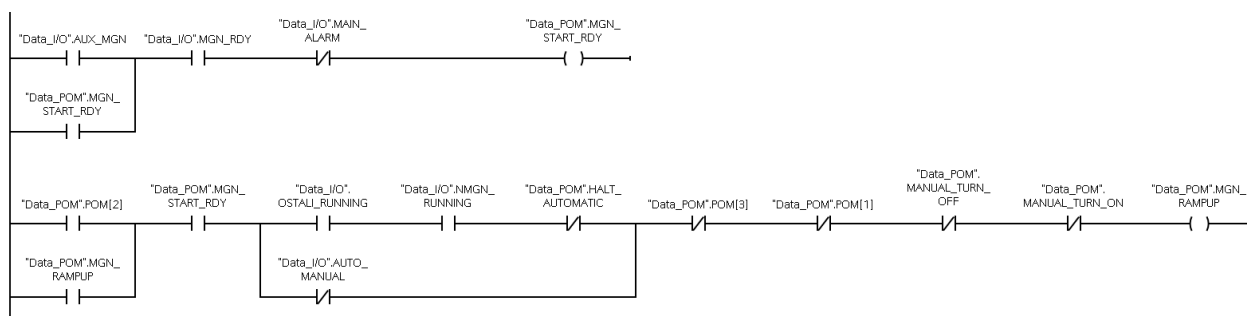 "Data_I/O".AUX_MGN
"Data_I/O".MGN_RDY
"Data_I/O".MAIN_
ALARM
"Data_POM".MGN_
START_RDY
"Data_POM".MGN_
START_RDY
"Data_POM".POM[2]
"Data_POM".MGN_
START_RDY
"Data_I/O".
OSTALI_RUNNING
"Data_I/O".NMGN_
RUNNING
"Data_POM".HALT_
AUTOMATIC
"Data_POM".POM[3]
"Data_POM".POM[1]
"Data_POM".
MANUAL_TURN_
OFF
"Data_POM".
MANUAL_TURN_ON
"Data_POM".MGN_
RAMPUP
"Data_POM".MGN_
RAMPUP
"Data_I/O".AUTO_
MANUAL